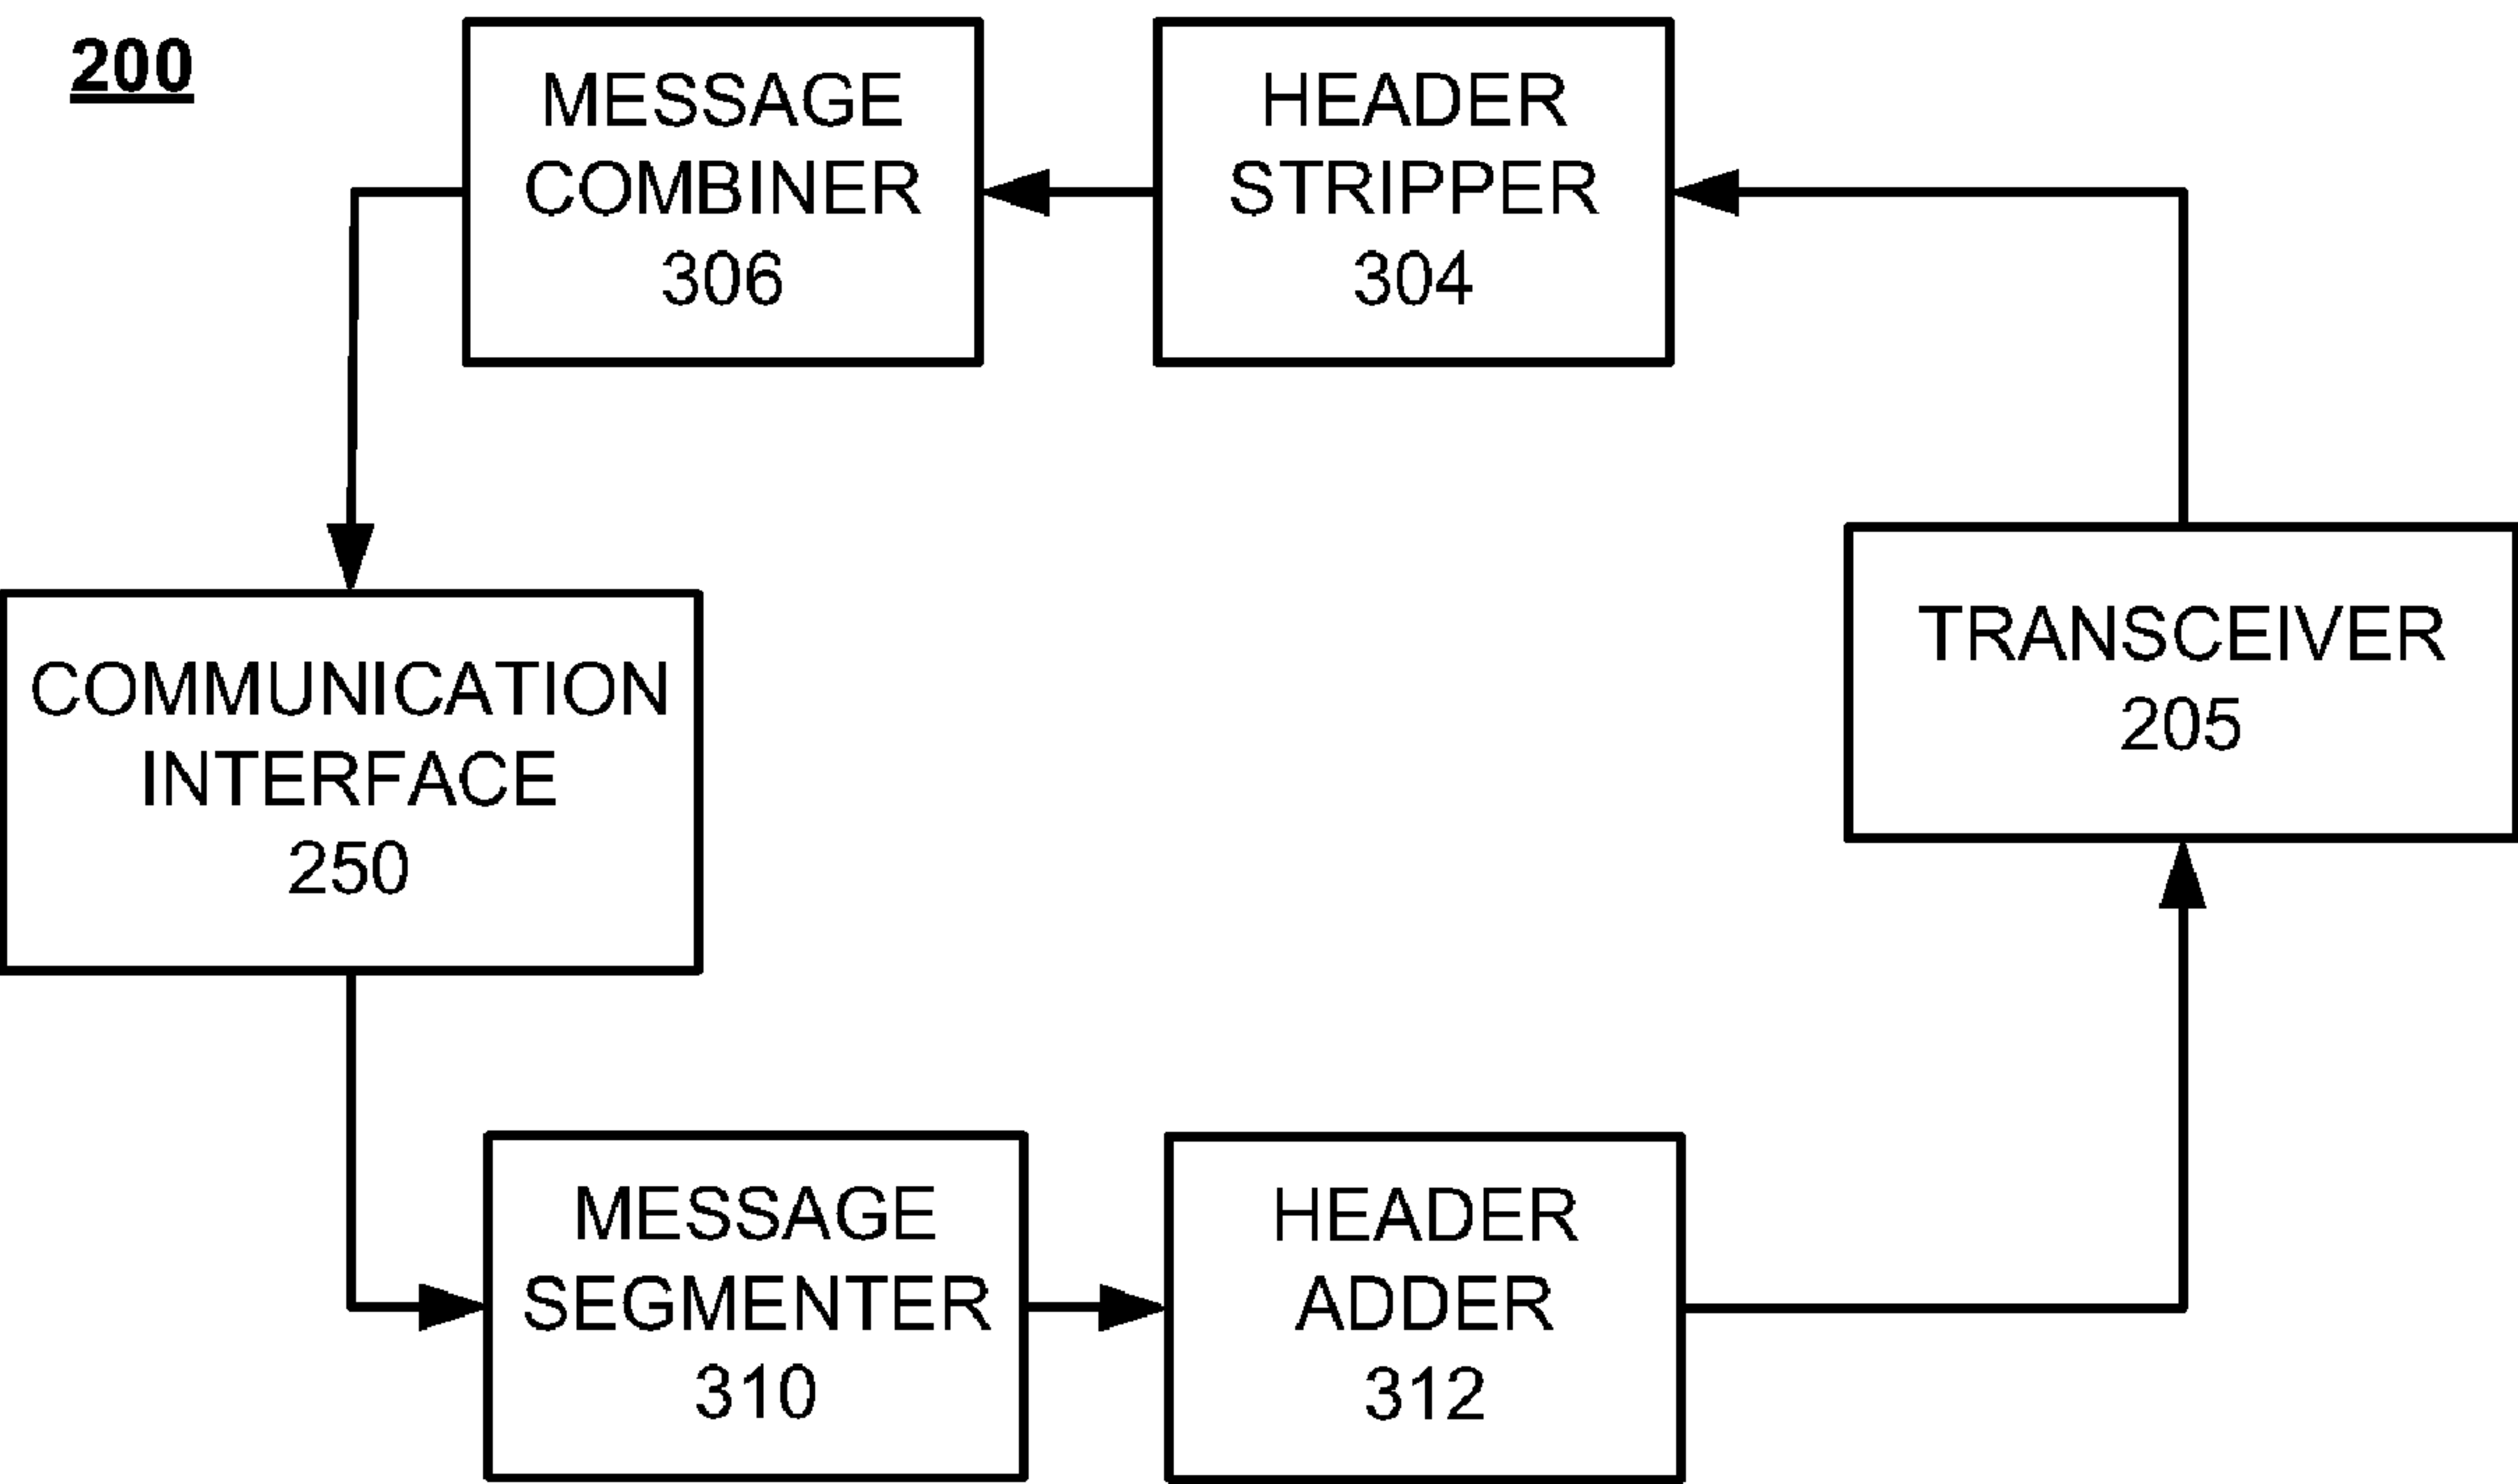 200
MESSAGE
COMBINER
306
HEADER
STRIPPER
304
COMMUNICATION
INTERFACE
250
TRANSCEIVER
205
MESSAGE
SEGMENTER
310
HEADER
ADDER
312